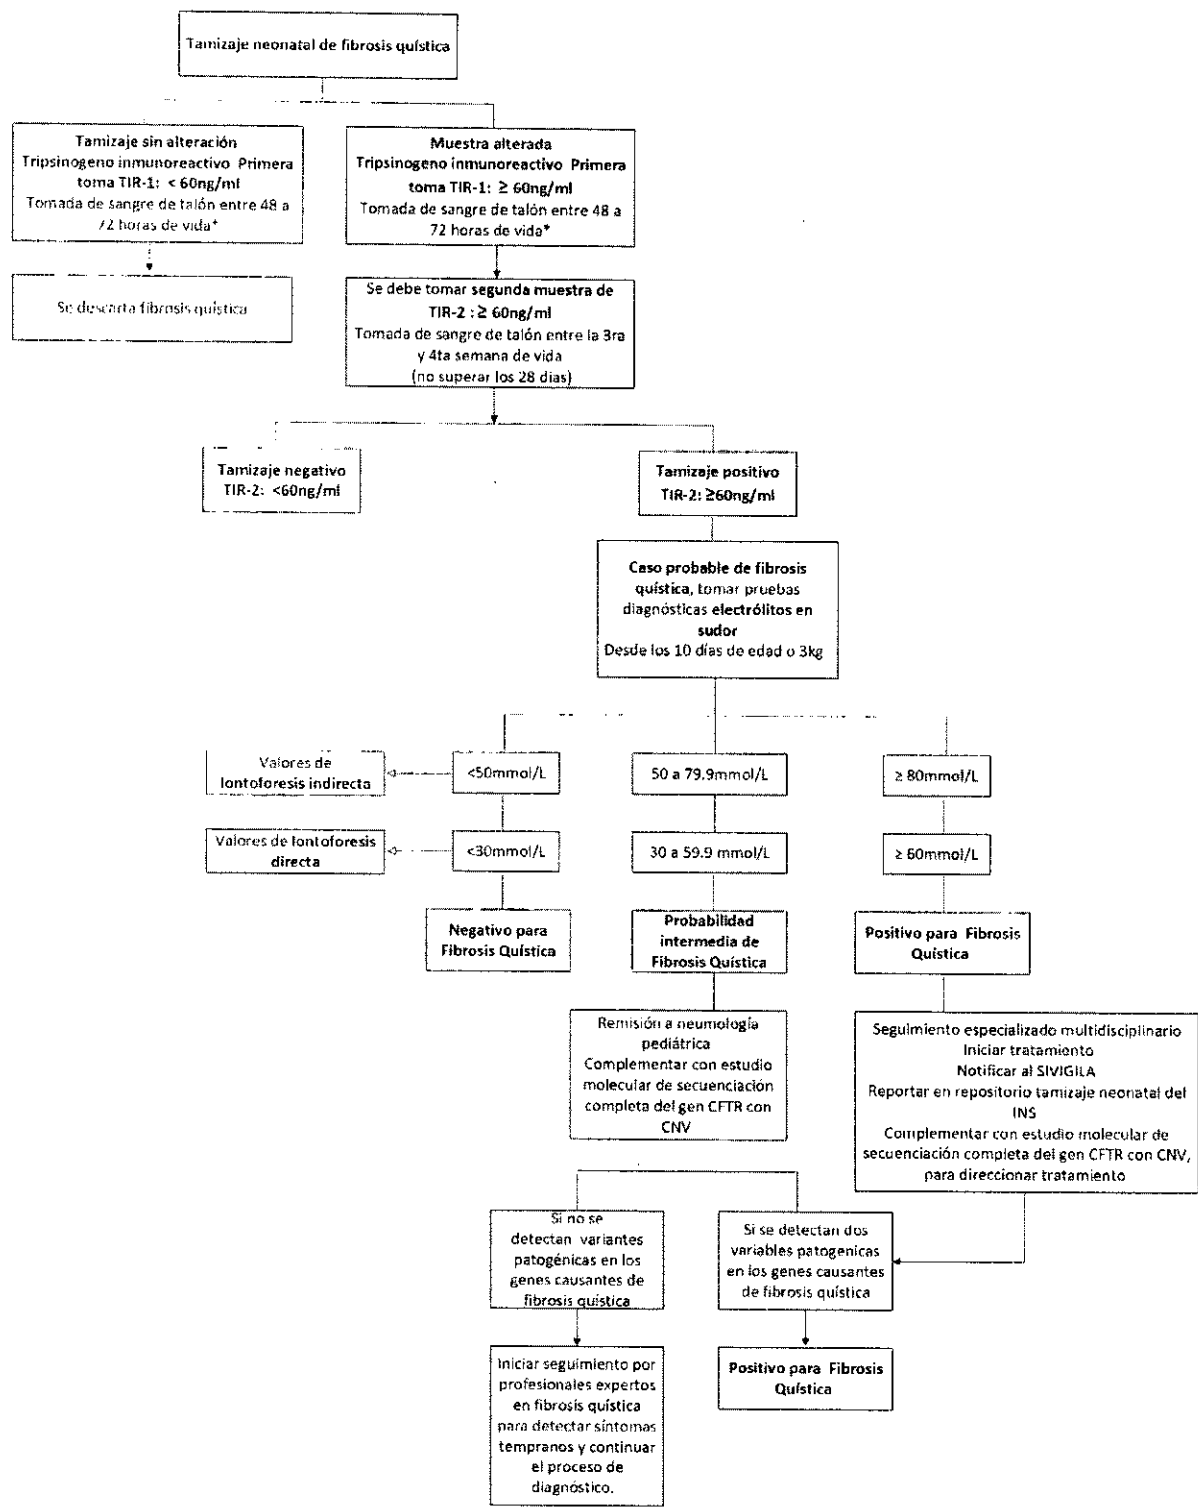 Tamizaje neonatal de fibrosis quística
Tamizaje sin alteración
Tripsinogeno inmunoreactivo Primera
toma TIR-1: < 60ng/ml
Tomada de sangre de talón entre 48 a
72 horas de vida*
Muestra alterada
Tripsinogeno inmunoreactivo Primera
toma TIR-1: ≥ 60ng/ml
Tomada de sangre de talón entre 48 a
72 horas de vida*
Se descarta fibrosis quística
Se debe tomar segunda muestra de
TIR-2 : ≥ 60ng/ml
Tomada de sangre de talón entre la 3ra
y 4ta semana de vida
(no superar los 28 dias)
Tamizaje negativo
TIR-2: <60ng/ml
Tamizaje positivo
TIR-2: ≥60ng/ml
Caso probable de fibrosis
quística, tomar pruebas
diagnósticas electrólitos en
sudor
Desde los 10 días de edad o 3kg
Valores de
Iontoforesis indirecta
<50mmol/L
50 a 79.9mmol/L
≥ 80mmol/L
Valores de Iontoforesis
directa
<30mmol/L
30 a 59.9 mmol/L
≥ 60mmol/L
Negativo para
Fibrosis Quística
Probabilidad
intermedia de
Fibrosis Quística
Positivo para Fibrosis
Quística
Remisión a neumología
pediátrica
Complementar con estudio
molecular de secuenciación
completa del gen CFTR con
CNV
Seguimiento especializado multidisciplinario
Iniciar tratamiento
Notificar al SIVIGILA
Reportar en repositorio tamizaje neonatal del
INS
Complementar con estudio molecular de
secuenciación completa del gen CFTR con CNV,
para direccionar tratamiento
Si no se
detectan variantes
patogénicas en los
genes causantes de
fibrosis quística
Si se detectan dos
variables patogenicas
en los genes causantes
de fibrosis quística
Iniciar seguimiento por
profesionales expertos
en fibrosis quística
para detectar síntomas
tempranos y continuar
el proceso de
diagnóstico.
Positivo para Fibrosis
Quística